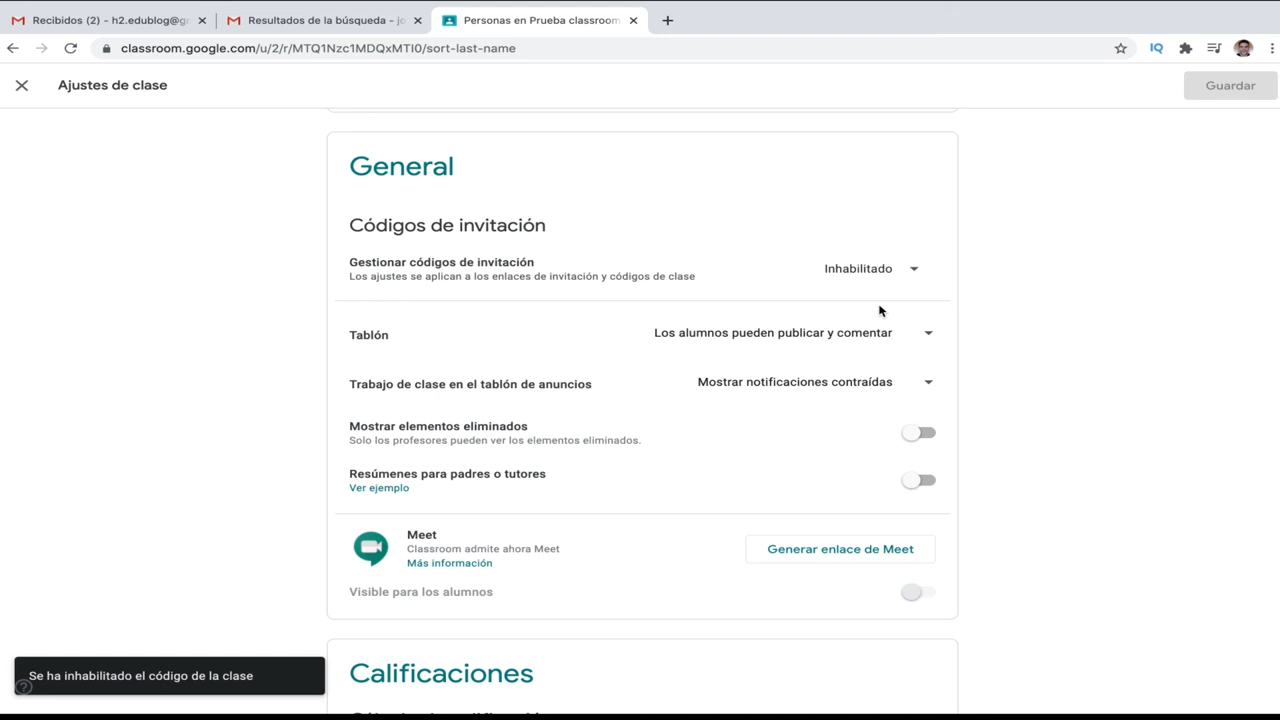 Recibidos (2) - h2.edublog@g
Resultados de la búsqueda - jo
Personas en Prueba classroom
classroom.google.com/u/2/r/MTQ1Nzc1MDQxMTI0/sort-last-name
IQ
Ajustes de clase
Guardar
General
Códigos de invitación
Gestionar códigos de invitación
Los ajustes se aplican a los enlaces de invitación y códigos de clase
Inhabilitado
Tablón
Los alumnos pueden publicar y comentar
Trabajo de clase en el tablón de anuncios
Mostrar notificaciones contraídas
Mostrar elementos eliminados
Solo los profesores pueden ver los elementos eliminados.
Resúmenes para padres o tutores
Ver ejemplo
Meet
Classroom admite ahora Meet
Más información
Generar enlace de Meet
Visible para los alumnos
Se ha inhabilitado el código de la clase
Calificaciones